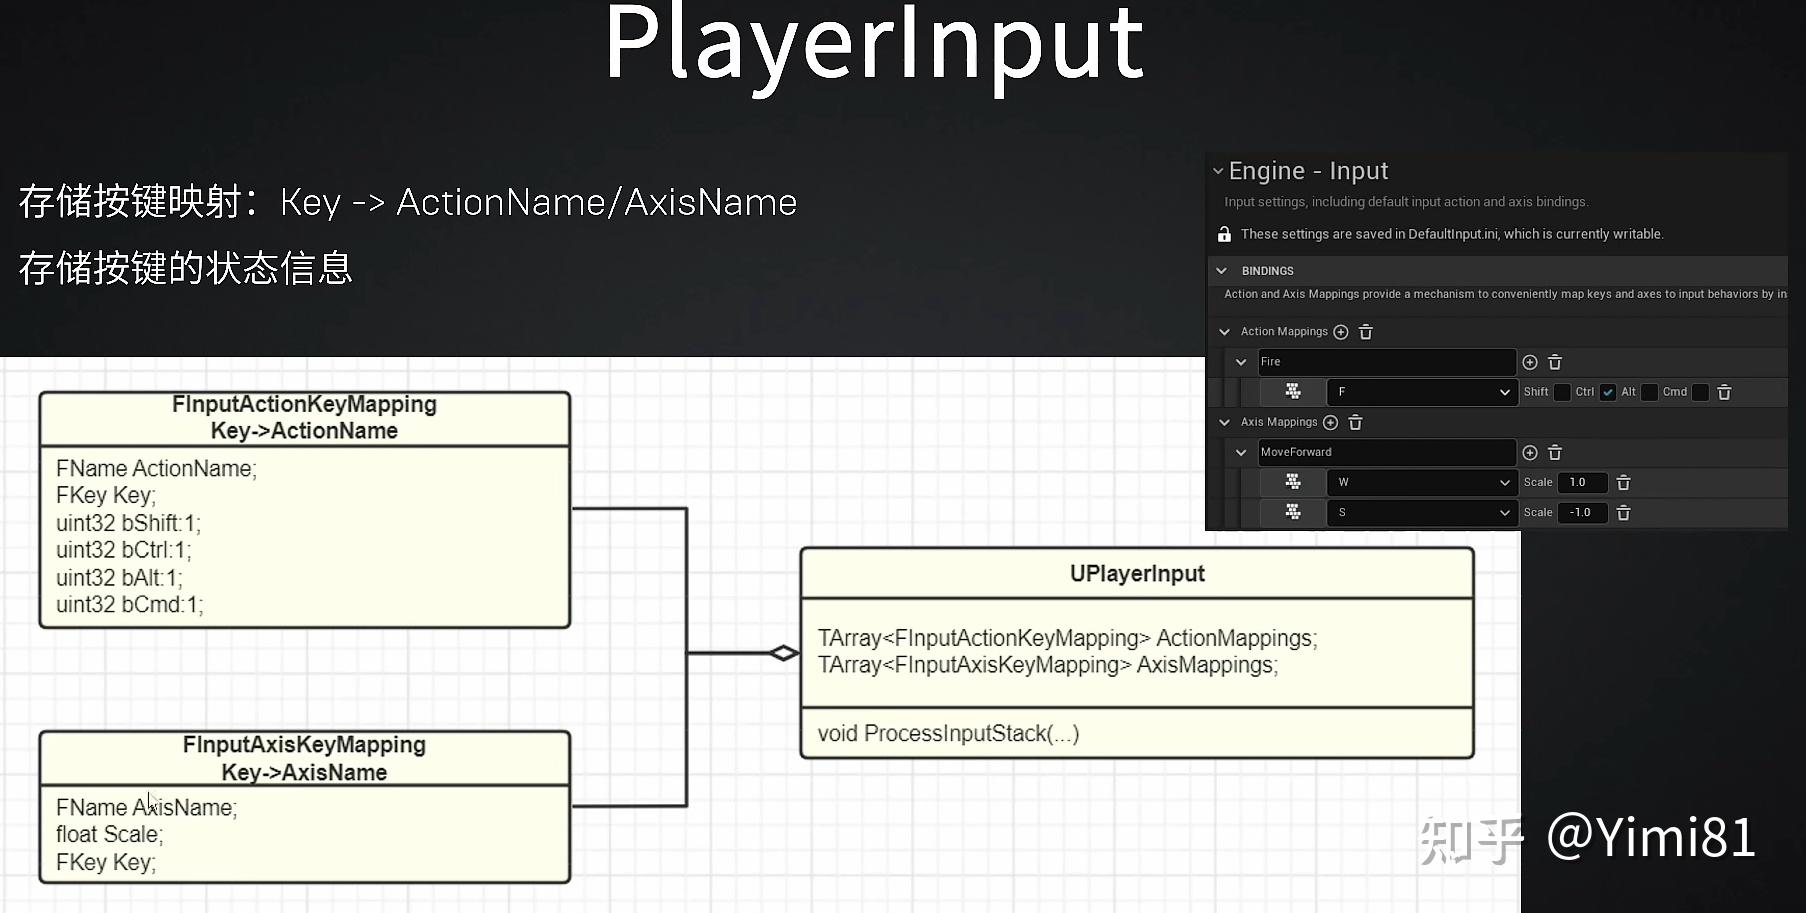 PlayerInput
存储按键映射：Key -> ActionName/AxisName
存储按键的状态信息
Engine - Input
Input settings, including default input action and axis bindings.
These settings are saved in DefaultInput.ini, which is currently writable.
BINDINGS
Action and Axis Mappings provide a mechanism to conveniently map keys and axes to input behaviors by in
Action Mappings
Fire
F Shift Ctrl Alt Cmd
Axis Mappings
MoveForward
W Scale 1.0
S Scale -1.0
FInputActionKeyMapping
Key->ActionName
FName ActionName;
FKey Key;
uint32 bShift:1;
uint32 bCtrl:1;
uint32 bAlt:1;
uint32 bCmd:1;
FInputAxisKeyMapping
Key->AxisName
FName AxisName;
float Scale;
FKey Key;
UPlayerInput
TArray<FInputActionKeyMapping> ActionMappings;
TArray<FInputAxisKeyMapping> AxisMappings;
void ProcessInputStack(...)
知乎 @Yimi81